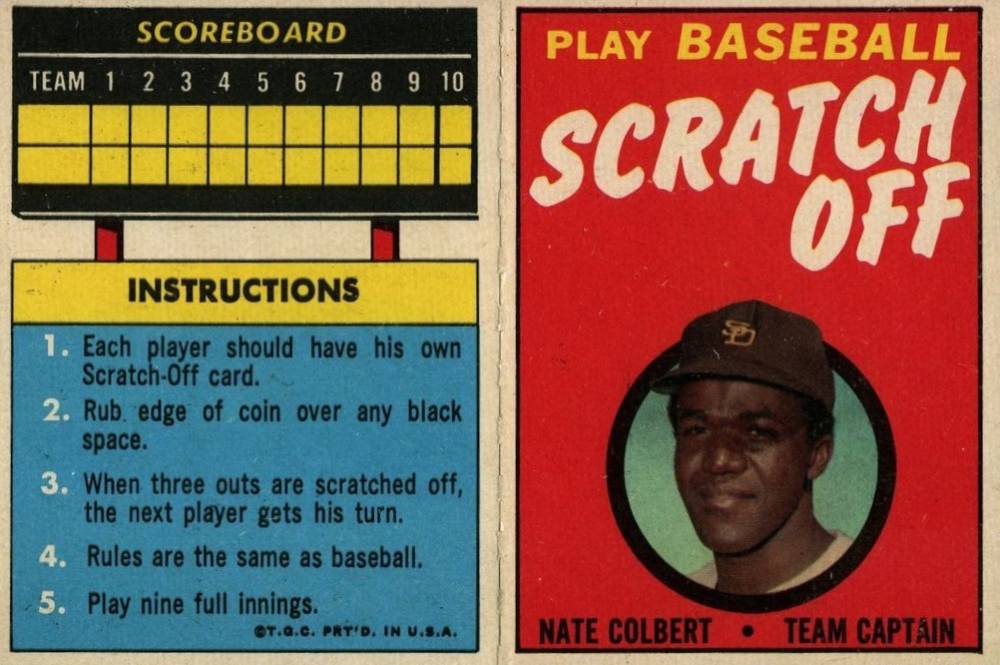 SCOREBOARD
TEAM 1 2 3 4 5 6 7 8 9 10
INSTRUCTIONS
1. Each player should have his own
Scratch-Off card.
2. Rub edge of coin over any black
space.
3. When three outs are scratched off,
the next player gets his turn.
4. Rules are the same as baseball.
5. Play nine full innings.
©T.G.C. PRT'D. IN U.S.A.
PLAY BASEBALL
SCRATCH
OFF
SD
NATE COLBERT • TEAM CAPTAIN